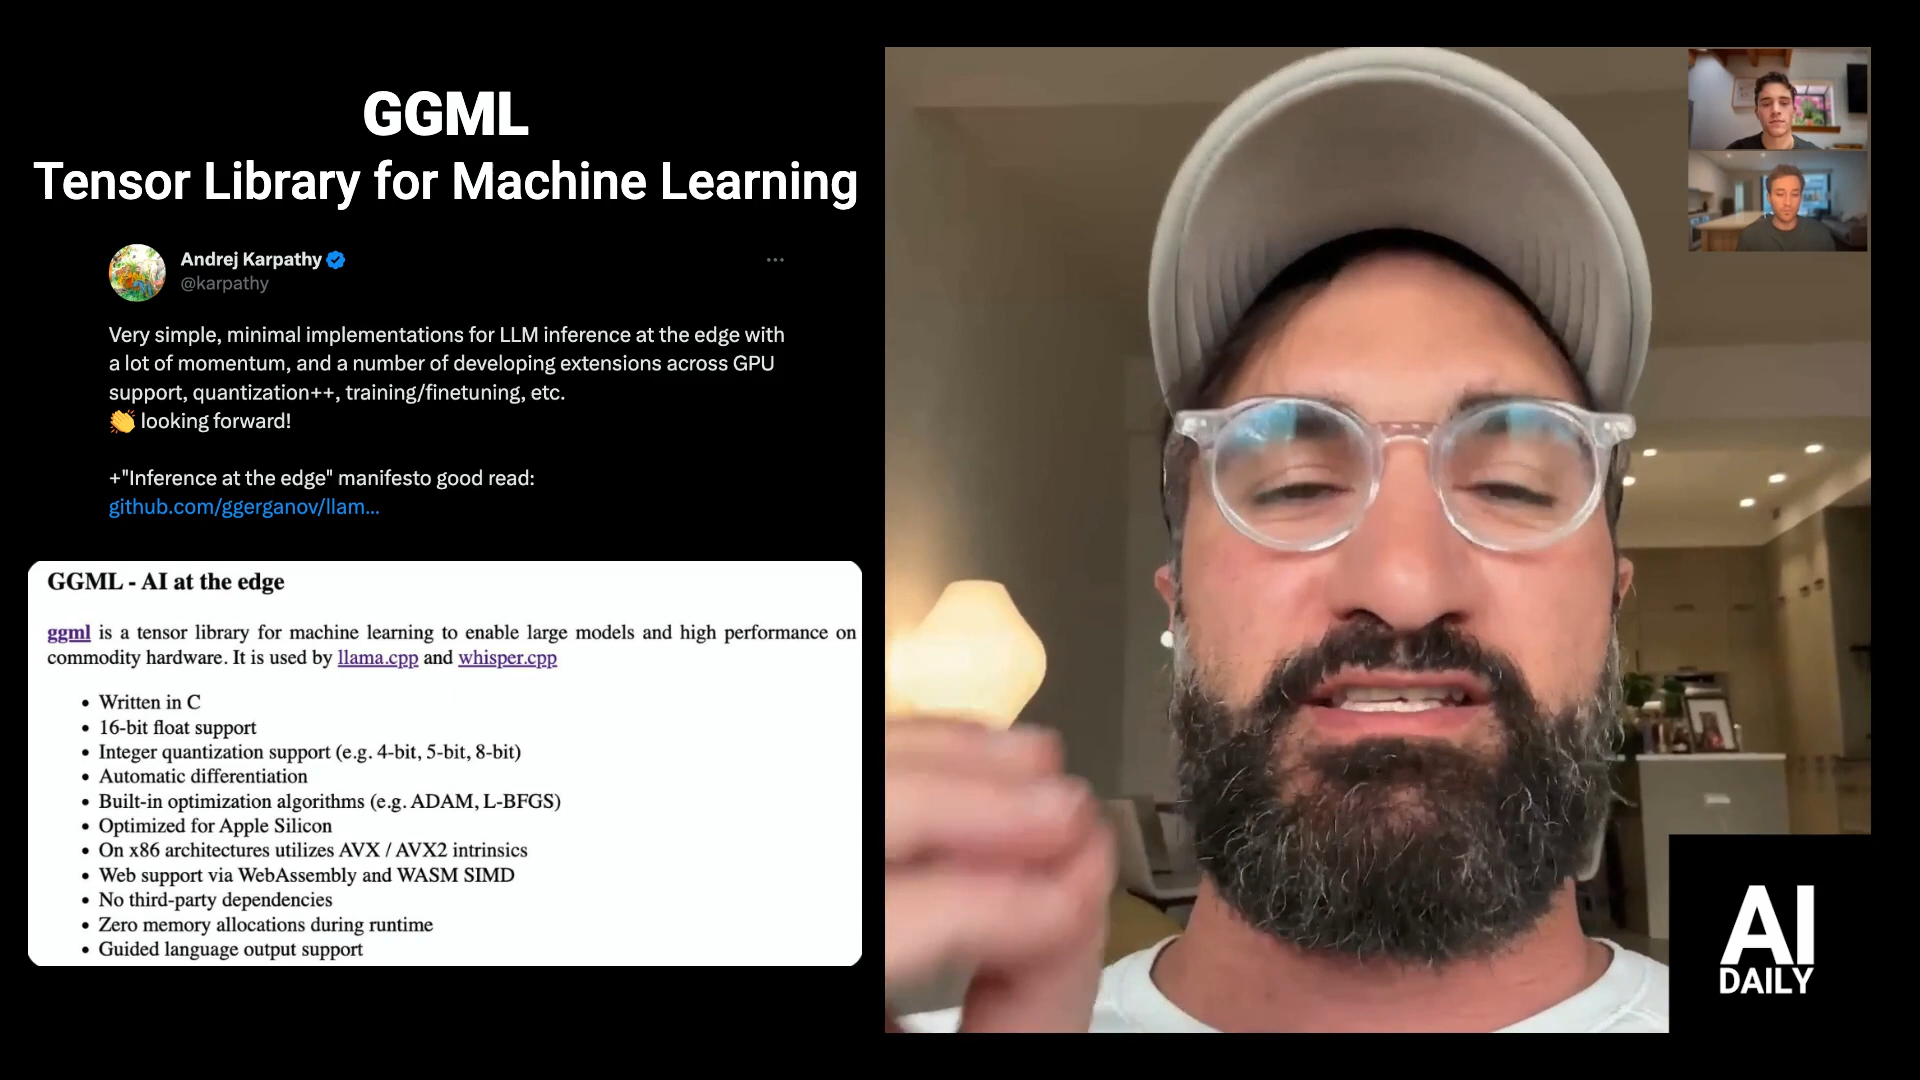 GGML
Tensor Library for Machine Learning
Andrej Karpathy
@karpathy
Very simple, minimal implementations for LLM inference at the edge with
a lot of momentum, and a number of developing extensions across GPU
support, quantization++, training/finetuning, etc.
👏 looking forward!
+"Inference at the edge" manifesto good read:
github.com/ggerganov/llam...
GGML - AI at the edge
ggml is a tensor library for machine learning to enable large models and high performance on
commodity hardware. It is used by llama.cpp and whisper.cpp
• Written in C
• 16-bit float support
• Integer quantization support (e.g. 4-bit, 5-bit, 8-bit)
• Automatic differentiation
• Built-in optimization algorithms (e.g. ADAM, L-BFGS)
• Optimized for Apple Silicon
• On x86 architectures utilizes AVX / AVX2 intrinsics
• Web support via WebAssembly and WASM SIMD
• No third-party dependencies
• Zero memory allocations during runtime
• Guided language output support
AI
DAILY